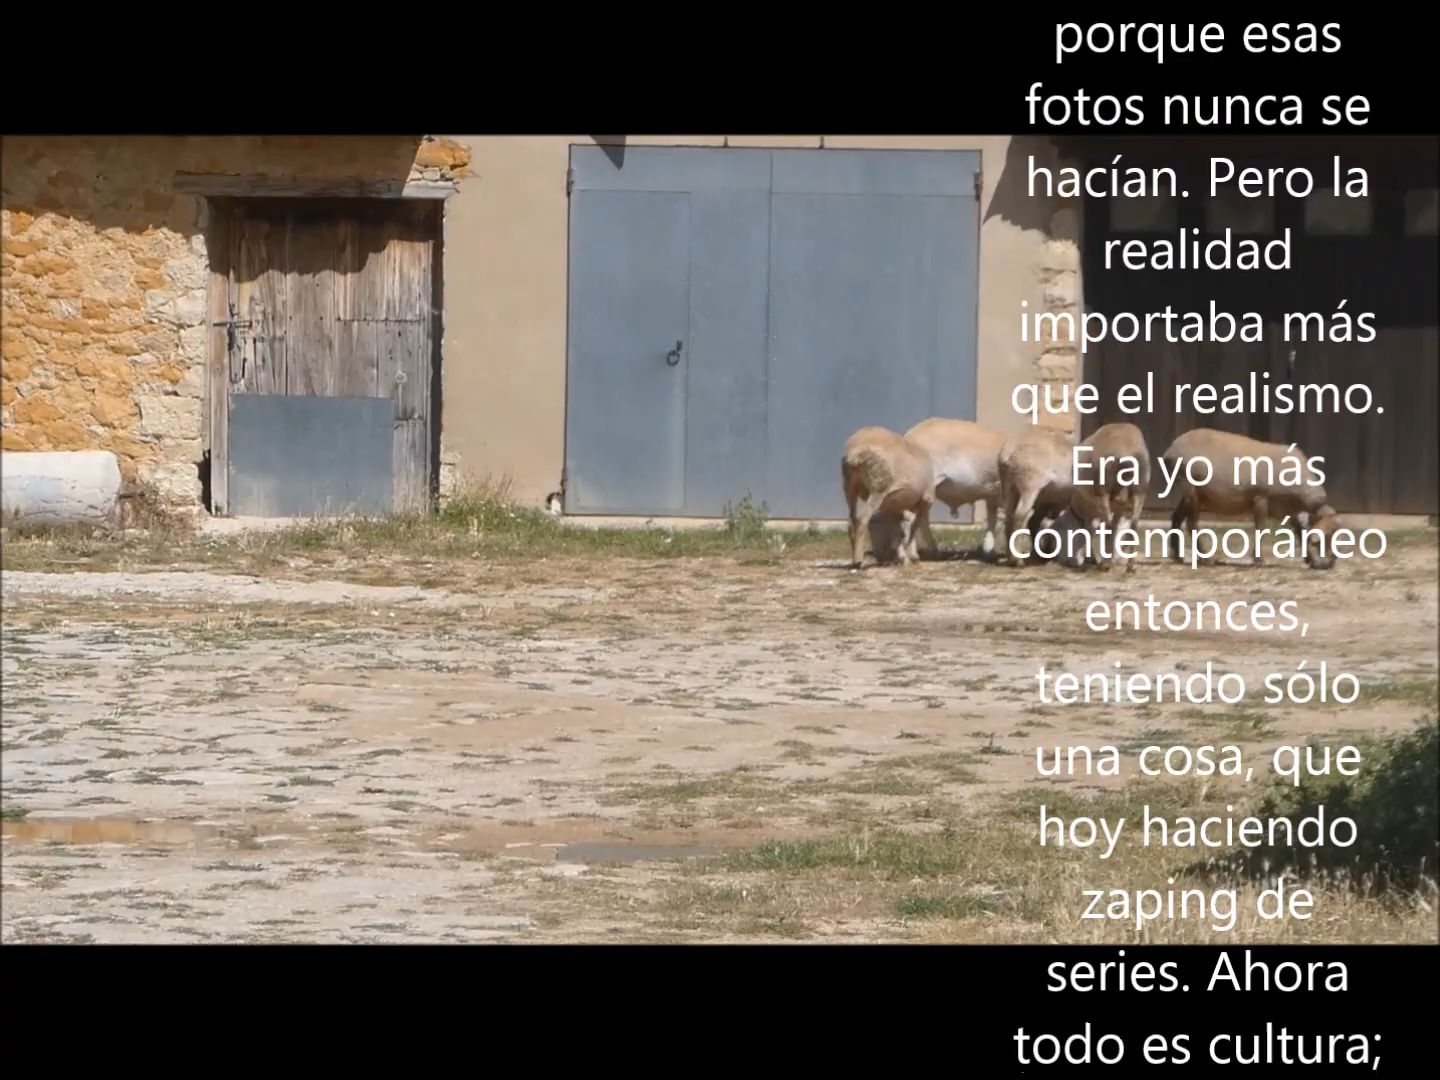 porque esas
fotos nunca se
hacían. Pero la
realidad
importaba más
que el realismo.
Era yo más
contemporáneo
entonces,
teniendo sólo
una cosa, que
hoy haciendo
zaping de
series. Ahora
todo es cultura;